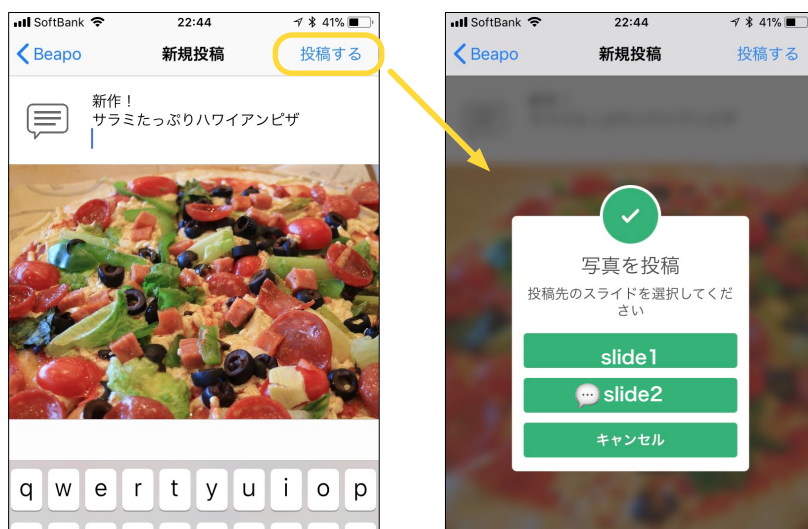 SoftBank 22:44 41%
Beapo 新規投稿 投稿する
新作！
サラミたっぷりハワイアンピザ
q w e r t y u i o p
SoftBank 22:44 41%
Beapo 新規投稿 投稿する
写真を投稿
投稿先のスライドを選択してくだ
さい
slide1
slide2
キャンセル